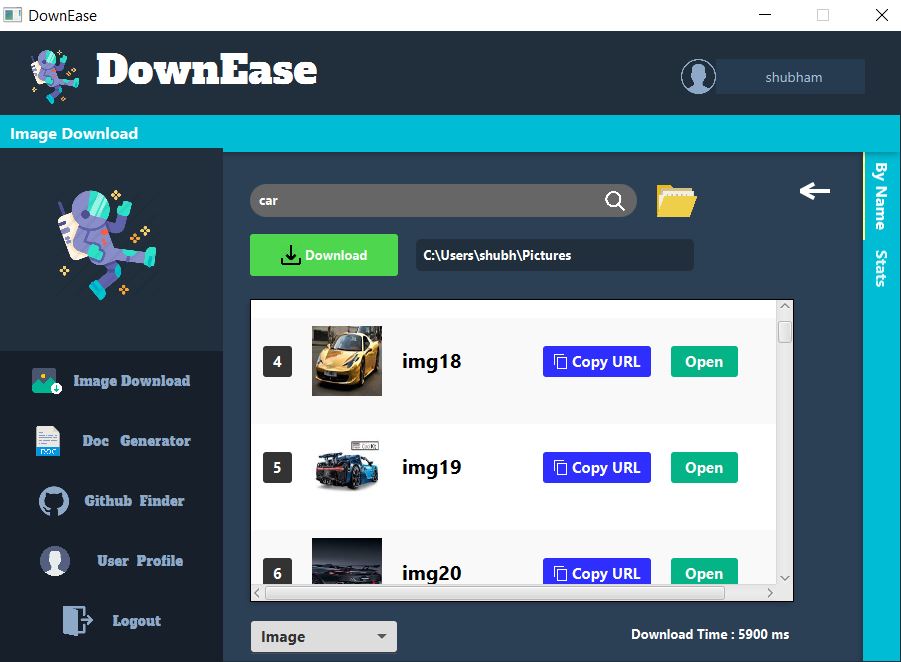 DownEase
DownEase
shubham
Image Download
By Name
Stats
car
Download
C:\Users\shubh\Pictures
4 img18 Copy URL Open
5 img19 Copy URL Open
6 img20 Copy URL Open
Image Download
DOC
Doc Generator
Github Finder
User Profile
Logout
Image
Download Time : 5900 ms